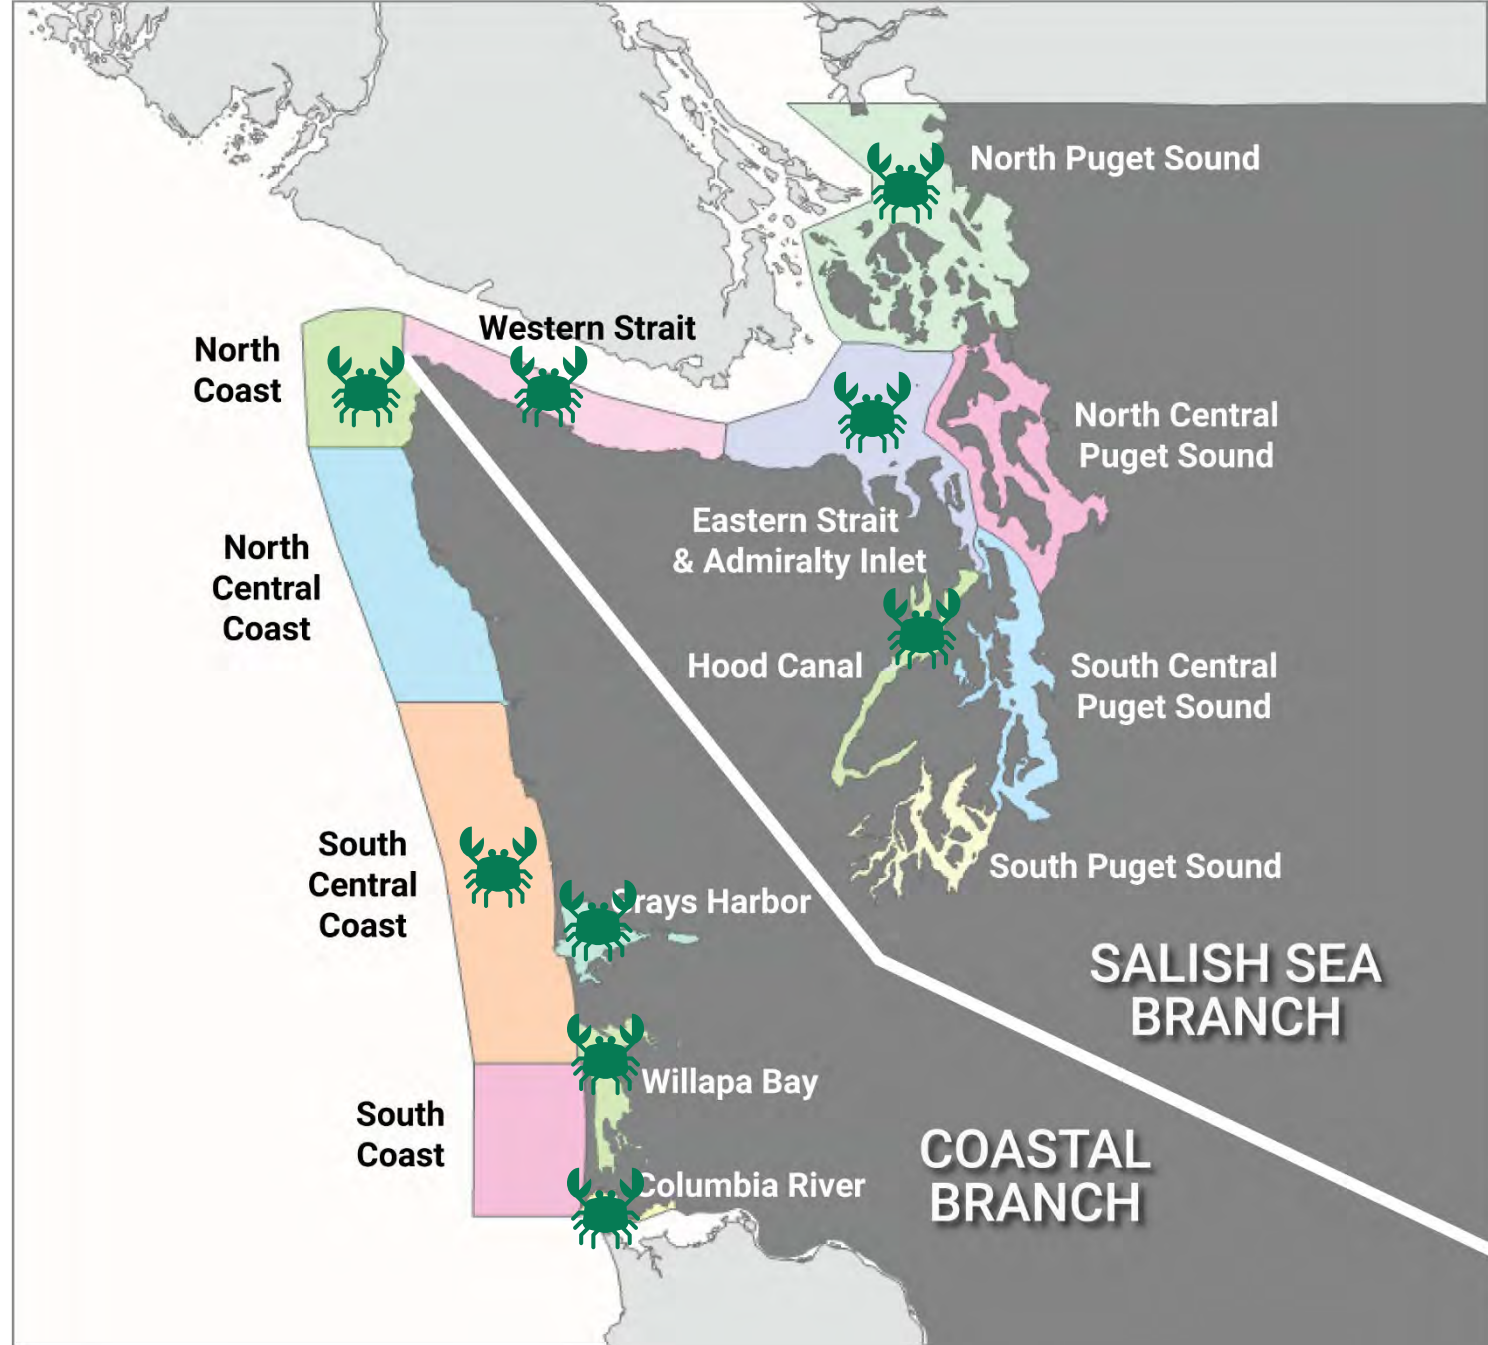 North Puget Sound
Western Strait
North
Coast
North Central
Puget Sound
Eastern Strait
& Admiralty Inlet
North
Central
Coast
Hood Canal
South Central
Puget Sound
South
Central
Coast
South Puget Sound
Grays Harbor
SALISH SEA
BRANCH
Willapa Bay
South
Coast
COASTAL
BRANCH
Columbia River